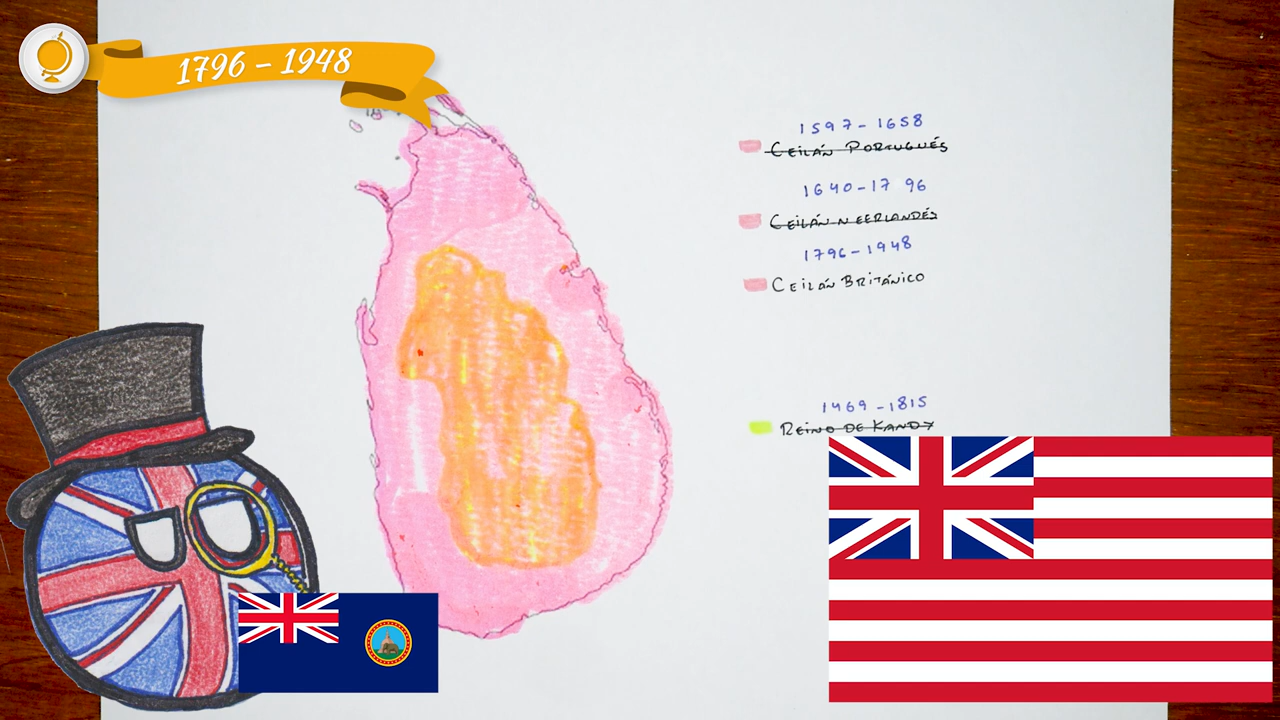 1796 – 1948
1597-1658
CEILÁN PORTUGUÉS
1640-1796
CEILÁN NEERLANDÉS
1796-1948
CEILÁN BRITÁNICO
1469-1815
REINO DE KANDY